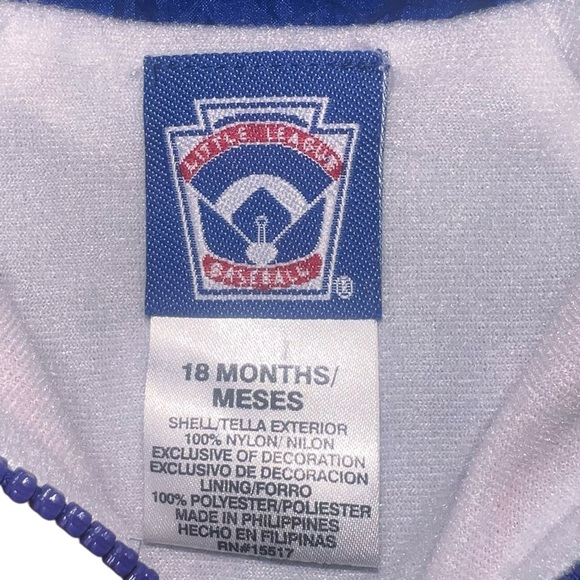 LITTLE LEAGUE
BASEBALL
®
18 MONTHS/
MESES
SHELL/TELLA EXTERIOR
100% NYLON/ NILON
EXCLUSIVE OF DECORATION
EXCLUSIVO DE DECORACION
LINING/FORRO
100% POLYESTER/POLIESTER
MADE IN PHILIPPINES
HECHO EN FILIPINAS
RN#15517